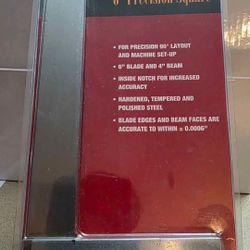 6" Precision Square
• FOR PRECISION 90° LAYOUT
AND MACHINE SET-UP
• 6" BLADE AND 4" BEAM
• INSIDE NOTCH FOR INCREASED
ACCURACY
• HARDENED, TEMPERED AND
POLISHED STEEL
• BLADE EDGES AND BEAM FACES ARE
ACCURATE TO WITHIN ± 0.0006"